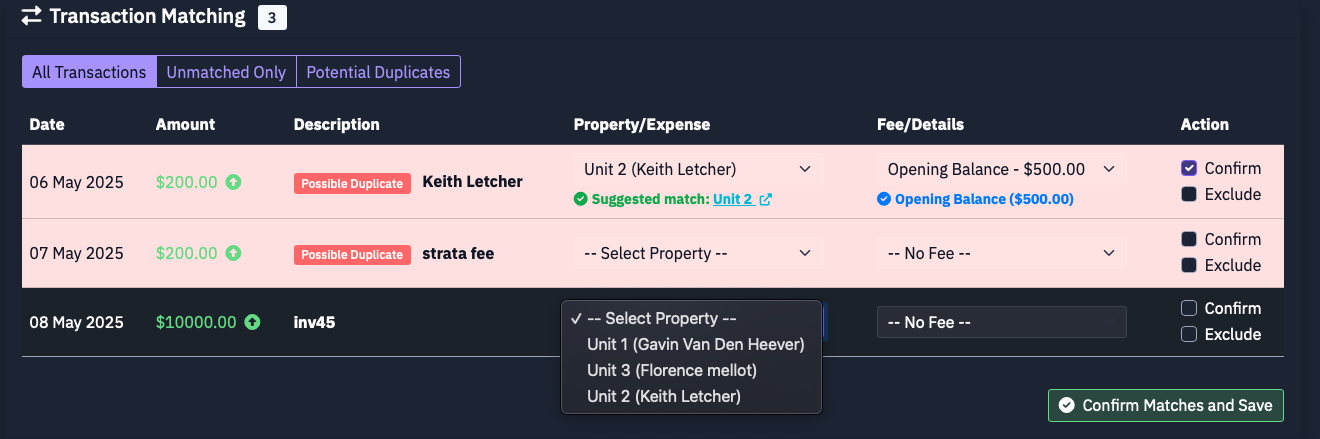 Transaction Matching 3
All Transactions Unmatched Only Potential Duplicates
Date Amount Description Property/Expense Fee/Details Action
06 May 2025 $200.00 Possible Duplicate Keith Letcher Unit 2 (Keith Letcher) Opening Balance - $500.00 Confirm
Suggested match: Unit 2 Opening Balance ($500.00) Exclude
07 May 2025 $200.00 Possible Duplicate strata fee -- Select Property -- -- No Fee -- Confirm
Exclude
08 May 2025 $10000.00 inv45 -- Select Property -- -- No Fee -- Confirm
Unit 1 (Gavin Van Den Heever) Exclude
Unit 3 (Florence mellot)
Unit 2 (Keith Letcher)
Confirm Matches and Save